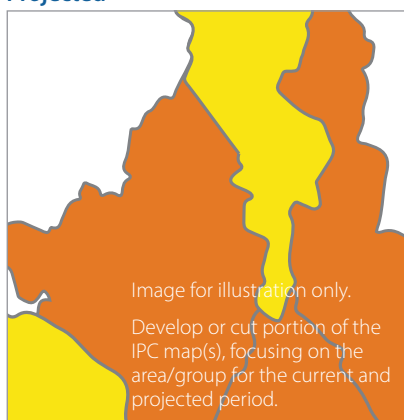 Projected
Image for illustration only.
Develop or cut portion of the
IPC map(s), focusing on the
area/group for the current and
projected period.